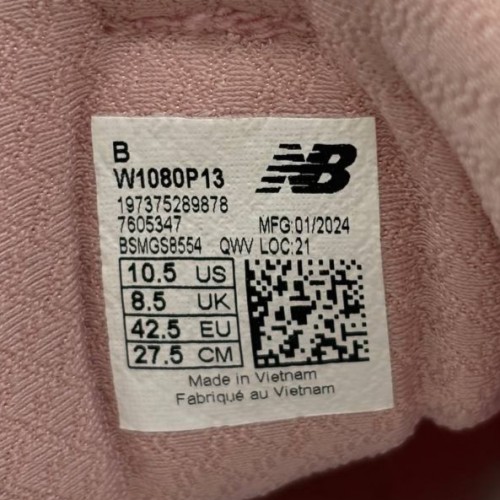 B
W1080P13
197375289878
7605347 MFG:01/2024
BSMGS8554 QWV LOC:21
10.5 US
8.5 UK
42.5 EU
27.5 CM
Made in Vietnam
Fabriqué au Vietnam
NB